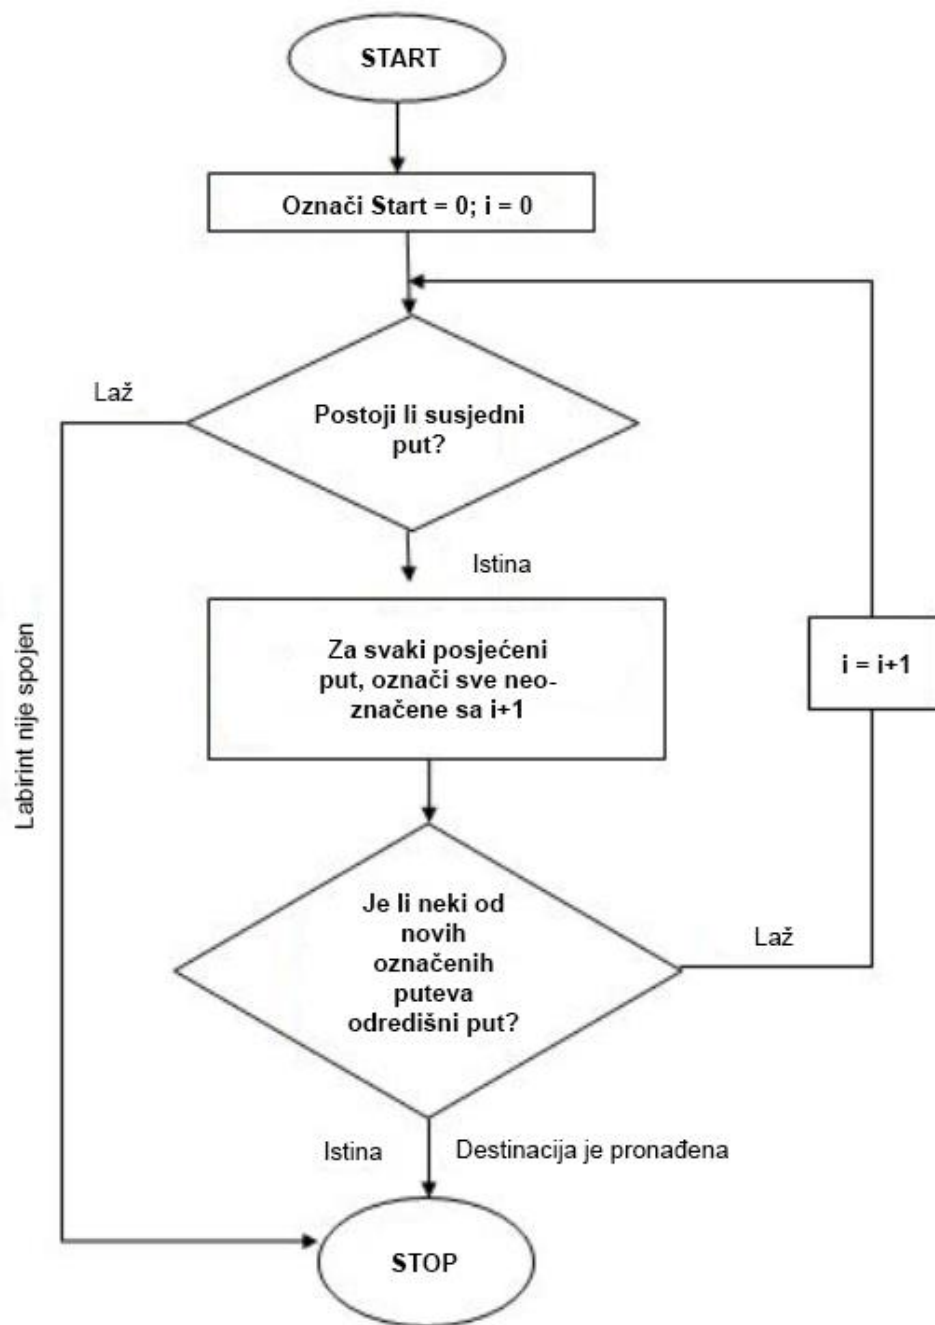 START
Označi Start = 0; i = 0
Laž
Postoji li susjedni
put?
Istina
Za svaki posjećeni
put, označi sve neo-
značene sa i+1
i = i+1
Labirint nije spojen
Je li neki od
novih
označenih
puteva
odredišni put?
Laž
Istina
Destinacija je pronađena
STOP